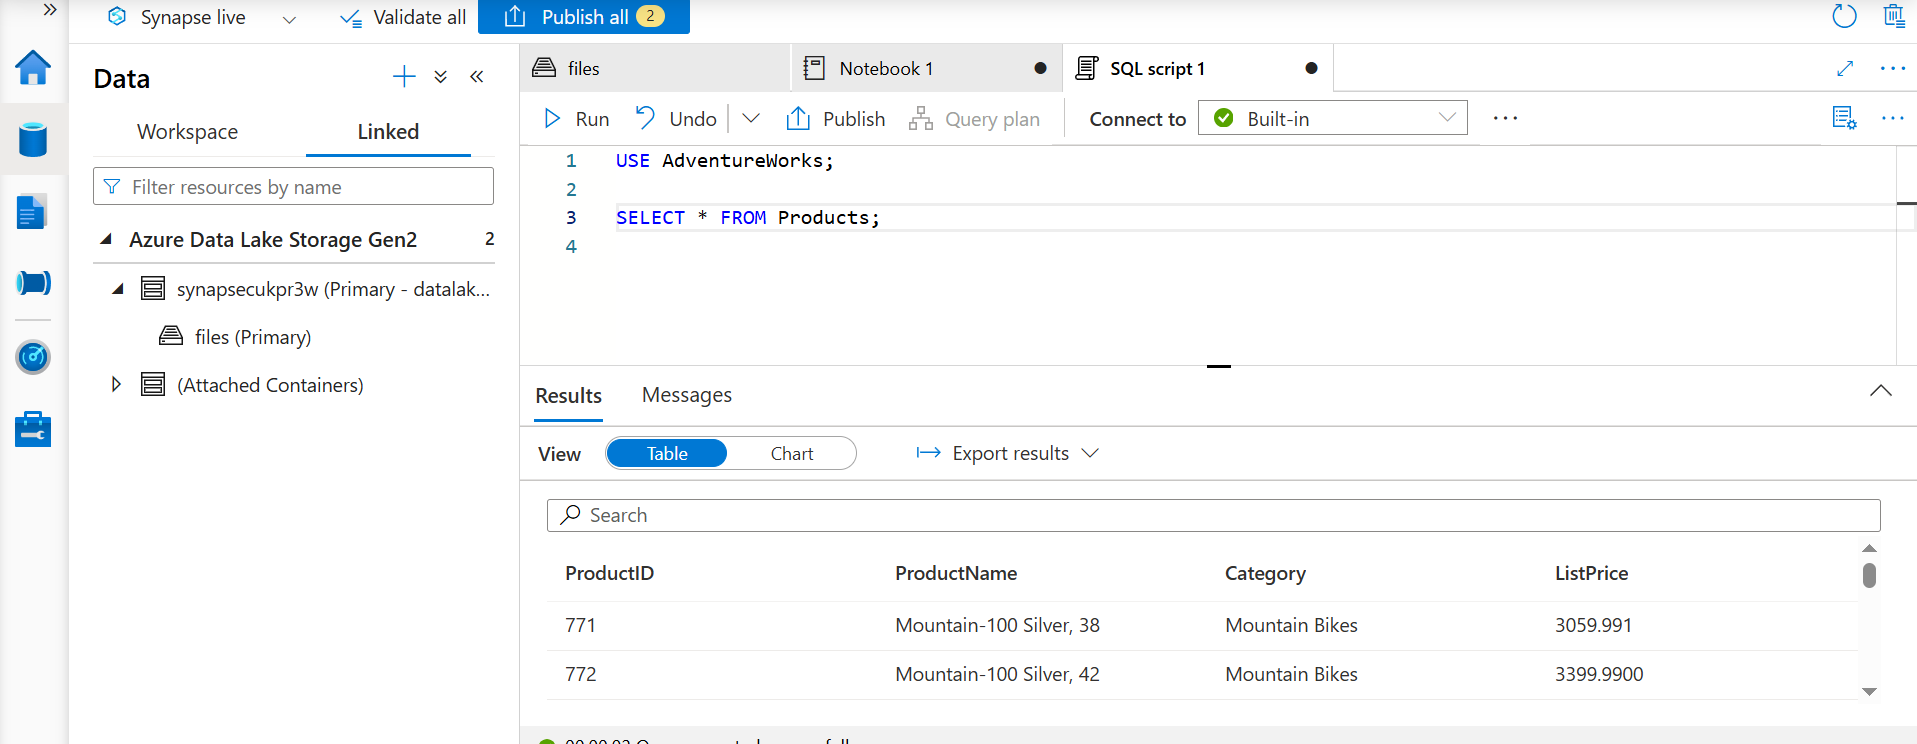 Synapse live
Validate all
Publish all 2
Data
Workspace
Linked
Filter resources by name
Azure Data Lake Storage Gen2 2
synapsecukpr3w (Primary - datalak...
files (Primary)
(Attached Containers)
files
Notebook 1
SQL script 1
Run
Undo
Publish
Query plan
Connect to
Built-in
1 USE AdventureWorks;
2
3 SELECT * FROM Products;
4
Results
Messages
View
Table
Chart
Export results
Search
ProductID ProductName Category ListPrice
771 Mountain-100 Silver, 38 Mountain Bikes 3059.991
772 Mountain-100 Silver, 42 Mountain Bikes 3399.9900